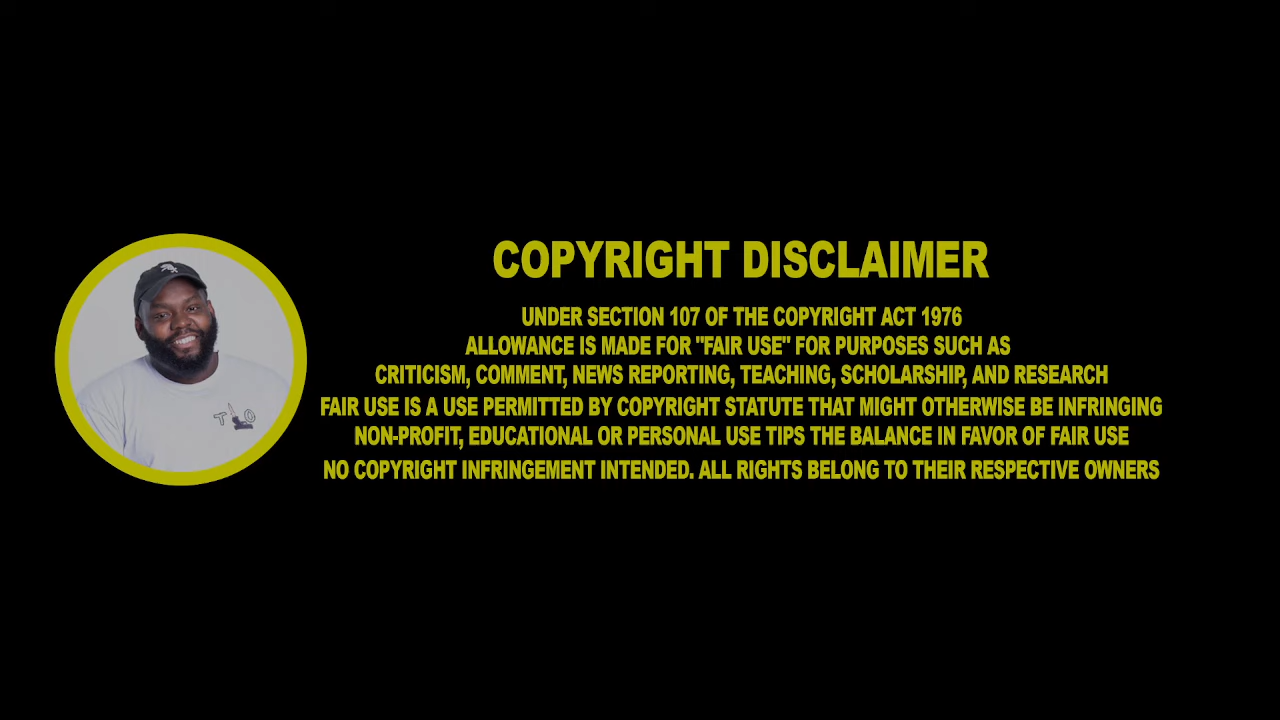 COPYRIGHT DISCLAIMER
UNDER SECTION 107 OF THE COPYRIGHT ACT 1976
ALLOWANCE IS MADE FOR "FAIR USE" FOR PURPOSES SUCH AS
CRITICISM, COMMENT, NEWS REPORTING, TEACHING, SCHOLARSHIP, AND RESEARCH
FAIR USE IS A USE PERMITTED BY COPYRIGHT STATUTE THAT MIGHT OTHERWISE BE INFRINGING
NON-PROFIT, EDUCATIONAL OR PERSONAL USE TIPS THE BALANCE IN FAVOR OF FAIR USE
NO COPYRIGHT INFRINGEMENT INTENDED. ALL RIGHTS BELONG TO THEIR RESPECTIVE OWNERS